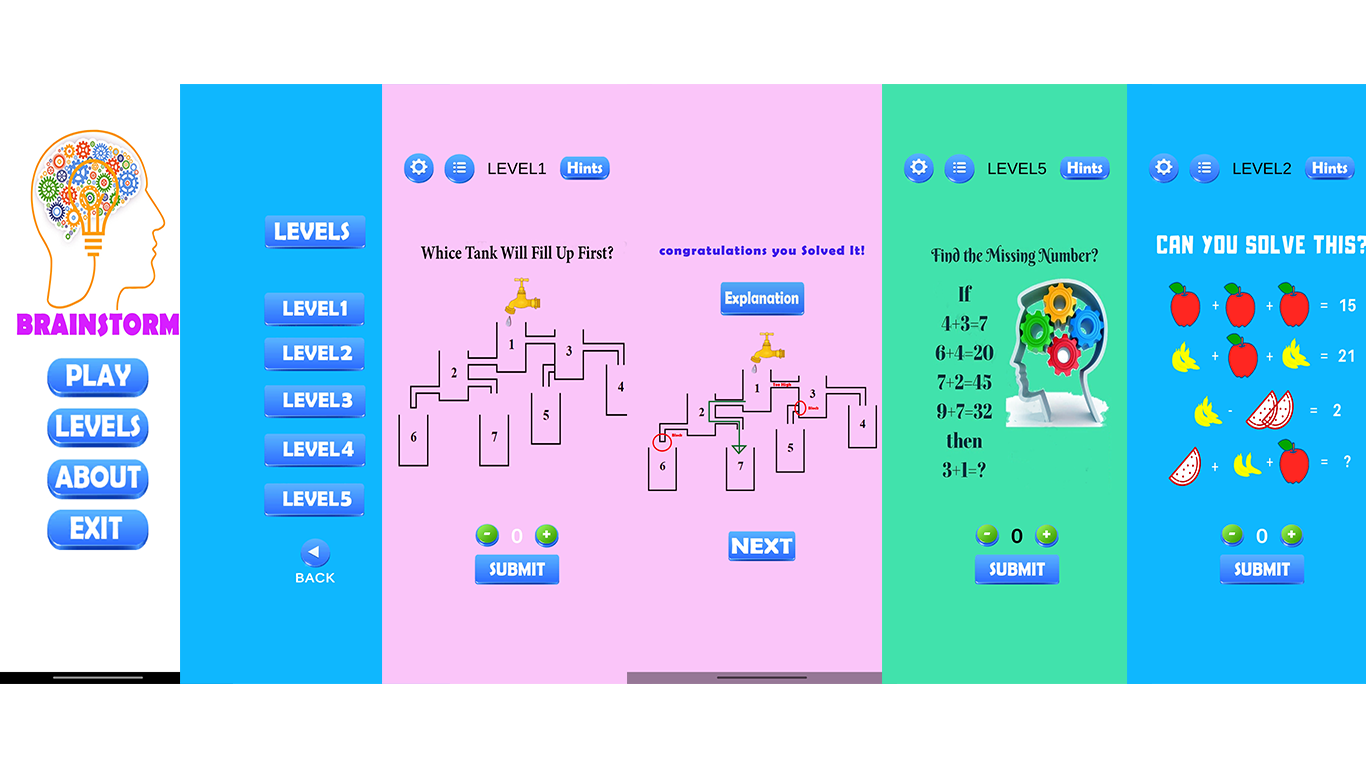 BRAINSTORM
PLAY
LEVELS
ABOUT
EXIT
LEVELS
LEVEL1
LEVEL2
LEVEL3
LEVEL4
LEVEL5
BACK
LEVEL1 Hints
Whice Tank Will Fill Up First?
1
2
3
4
5
6
7
- 0 +
SUBMIT
congratulations you Solved It!
Explanation
1
Too High
2
3
Block
4
Block
5
6
7
NEXT
LEVEL5 Hints
Find the Missing Number?
If
4+3=7
6+4=20
7+2=45
9+7=32
then
3+1=?
- 0 +
SUBMIT
LEVEL2 Hints
CAN YOU SOLVE THIS?
+ + = 15
+ + = 21
- = 2
+ + = ?
- 0 +
SUBMIT